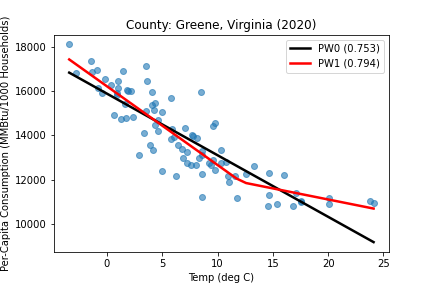 County: Greene, Virginia (2020)
PW0 (0.753)
PW1 (0.794)
Per-Capita Consumption (MMBtu/1000 Households)
18000
16000
14000
12000
10000
0 5 10 15 20 25
Temp (deg C)